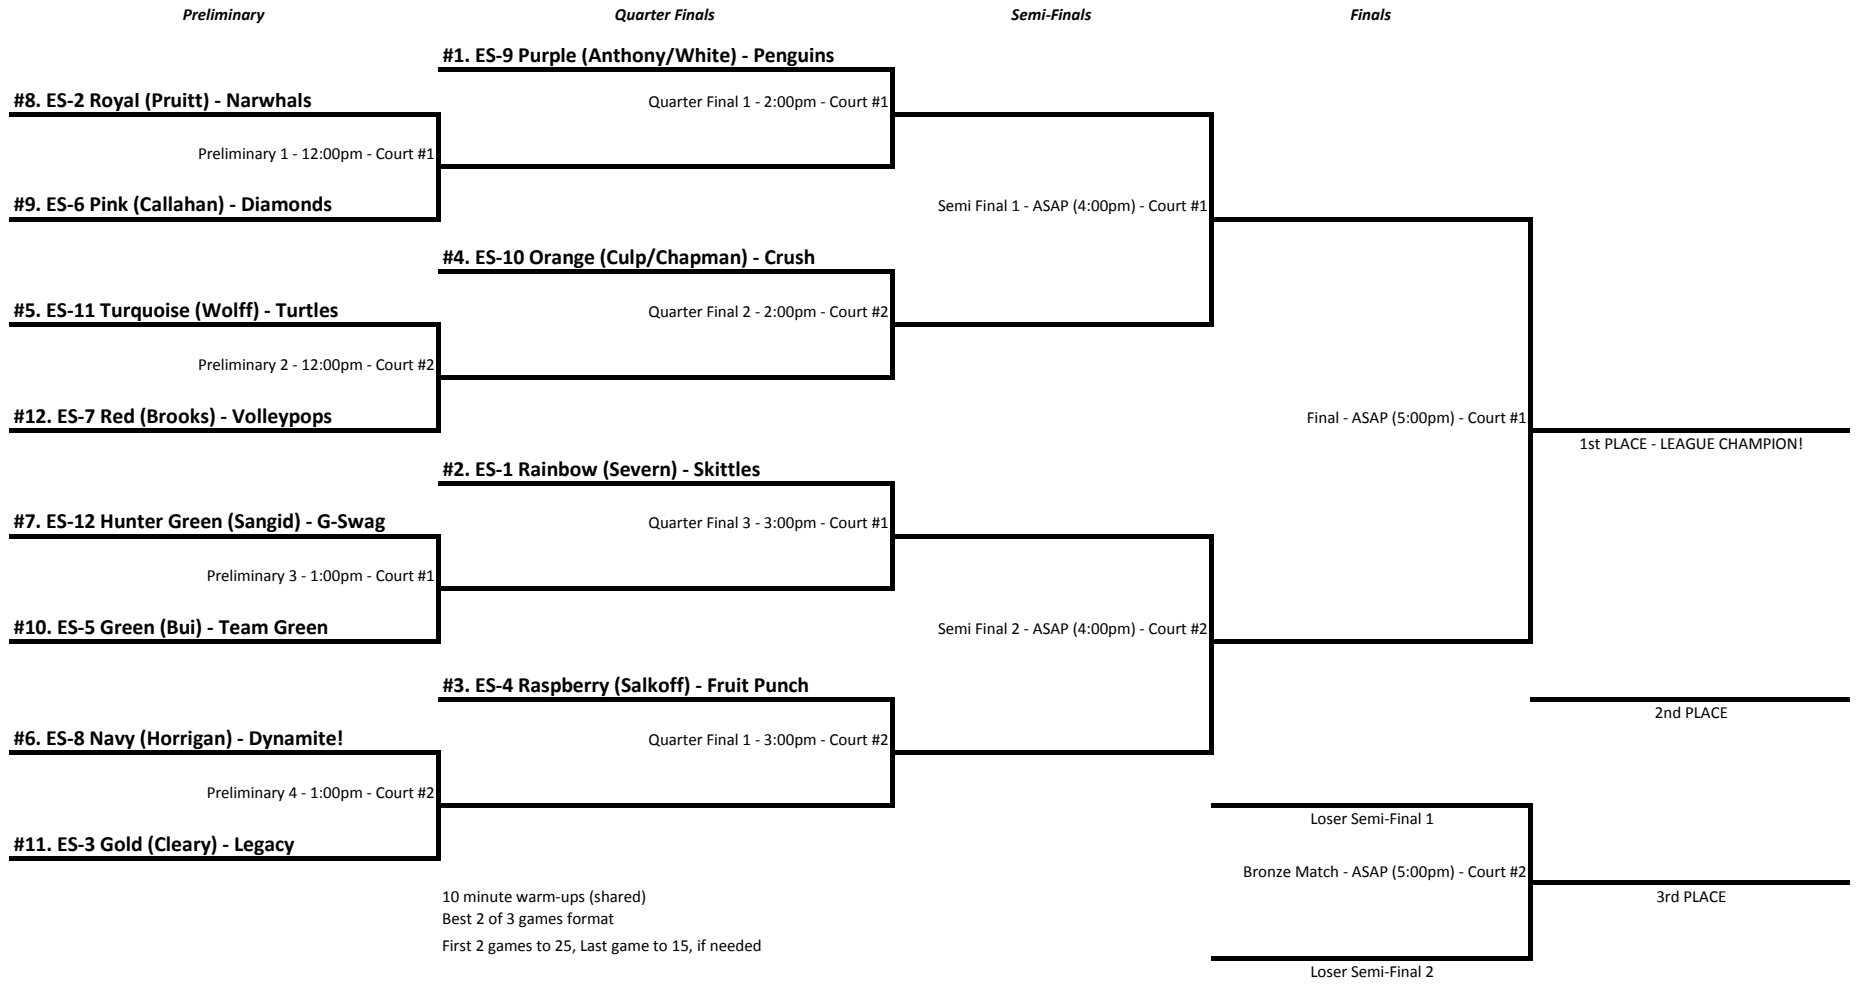 Preliminary
Quarter Finals
Semi-Finals
Finals
#1. ES-9 Purple (Anthony/White) - Penguins
#8. ES-2 Royal (Pruitt) - Narwhals
Quarter Final 1 - 2:00pm - Court #1
Preliminary 1 - 12:00pm - Court #1
#9. ES-6 Pink (Callahan) - Diamonds
Semi Final 1 - ASAP (4:00pm) - Court #1
#4. ES-10 Orange (Culp/Chapman) - Crush
#5. ES-11 Turquoise (Wolff) - Turtles
Quarter Final 2 - 2:00pm - Court #2
Preliminary 2 - 12:00pm - Court #2
#12. ES-7 Red (Brooks) - Volleypops
Final - ASAP (5:00pm) - Court #1
1st PLACE - LEAGUE CHAMPION!
#2. ES-1 Rainbow (Severn) - Skittles
#7. ES-12 Hunter Green (Sangid) - G-Swag
Quarter Final 3 - 3:00pm - Court #1
Preliminary 3 - 1:00pm - Court #1
#10. ES-5 Green (Bui) - Team Green
Semi Final 2 - ASAP (4:00pm) - Court #2
#3. ES-4 Raspberry (Salkoff) - Fruit Punch
2nd PLACE
#6. ES-8 Navy (Horrigan) - Dynamite!
Quarter Final 1 - 3:00pm - Court #2
Preliminary 4 - 1:00pm - Court #2
Loser Semi-Final 1
#11. ES-3 Gold (Cleary) - Legacy
Bronze Match - ASAP (5:00pm) - Court #2
3rd PLACE
10 minute warm-ups (shared)
Best 2 of 3 games format
First 2 games to 25, Last game to 15, if needed
Loser Semi-Final 2